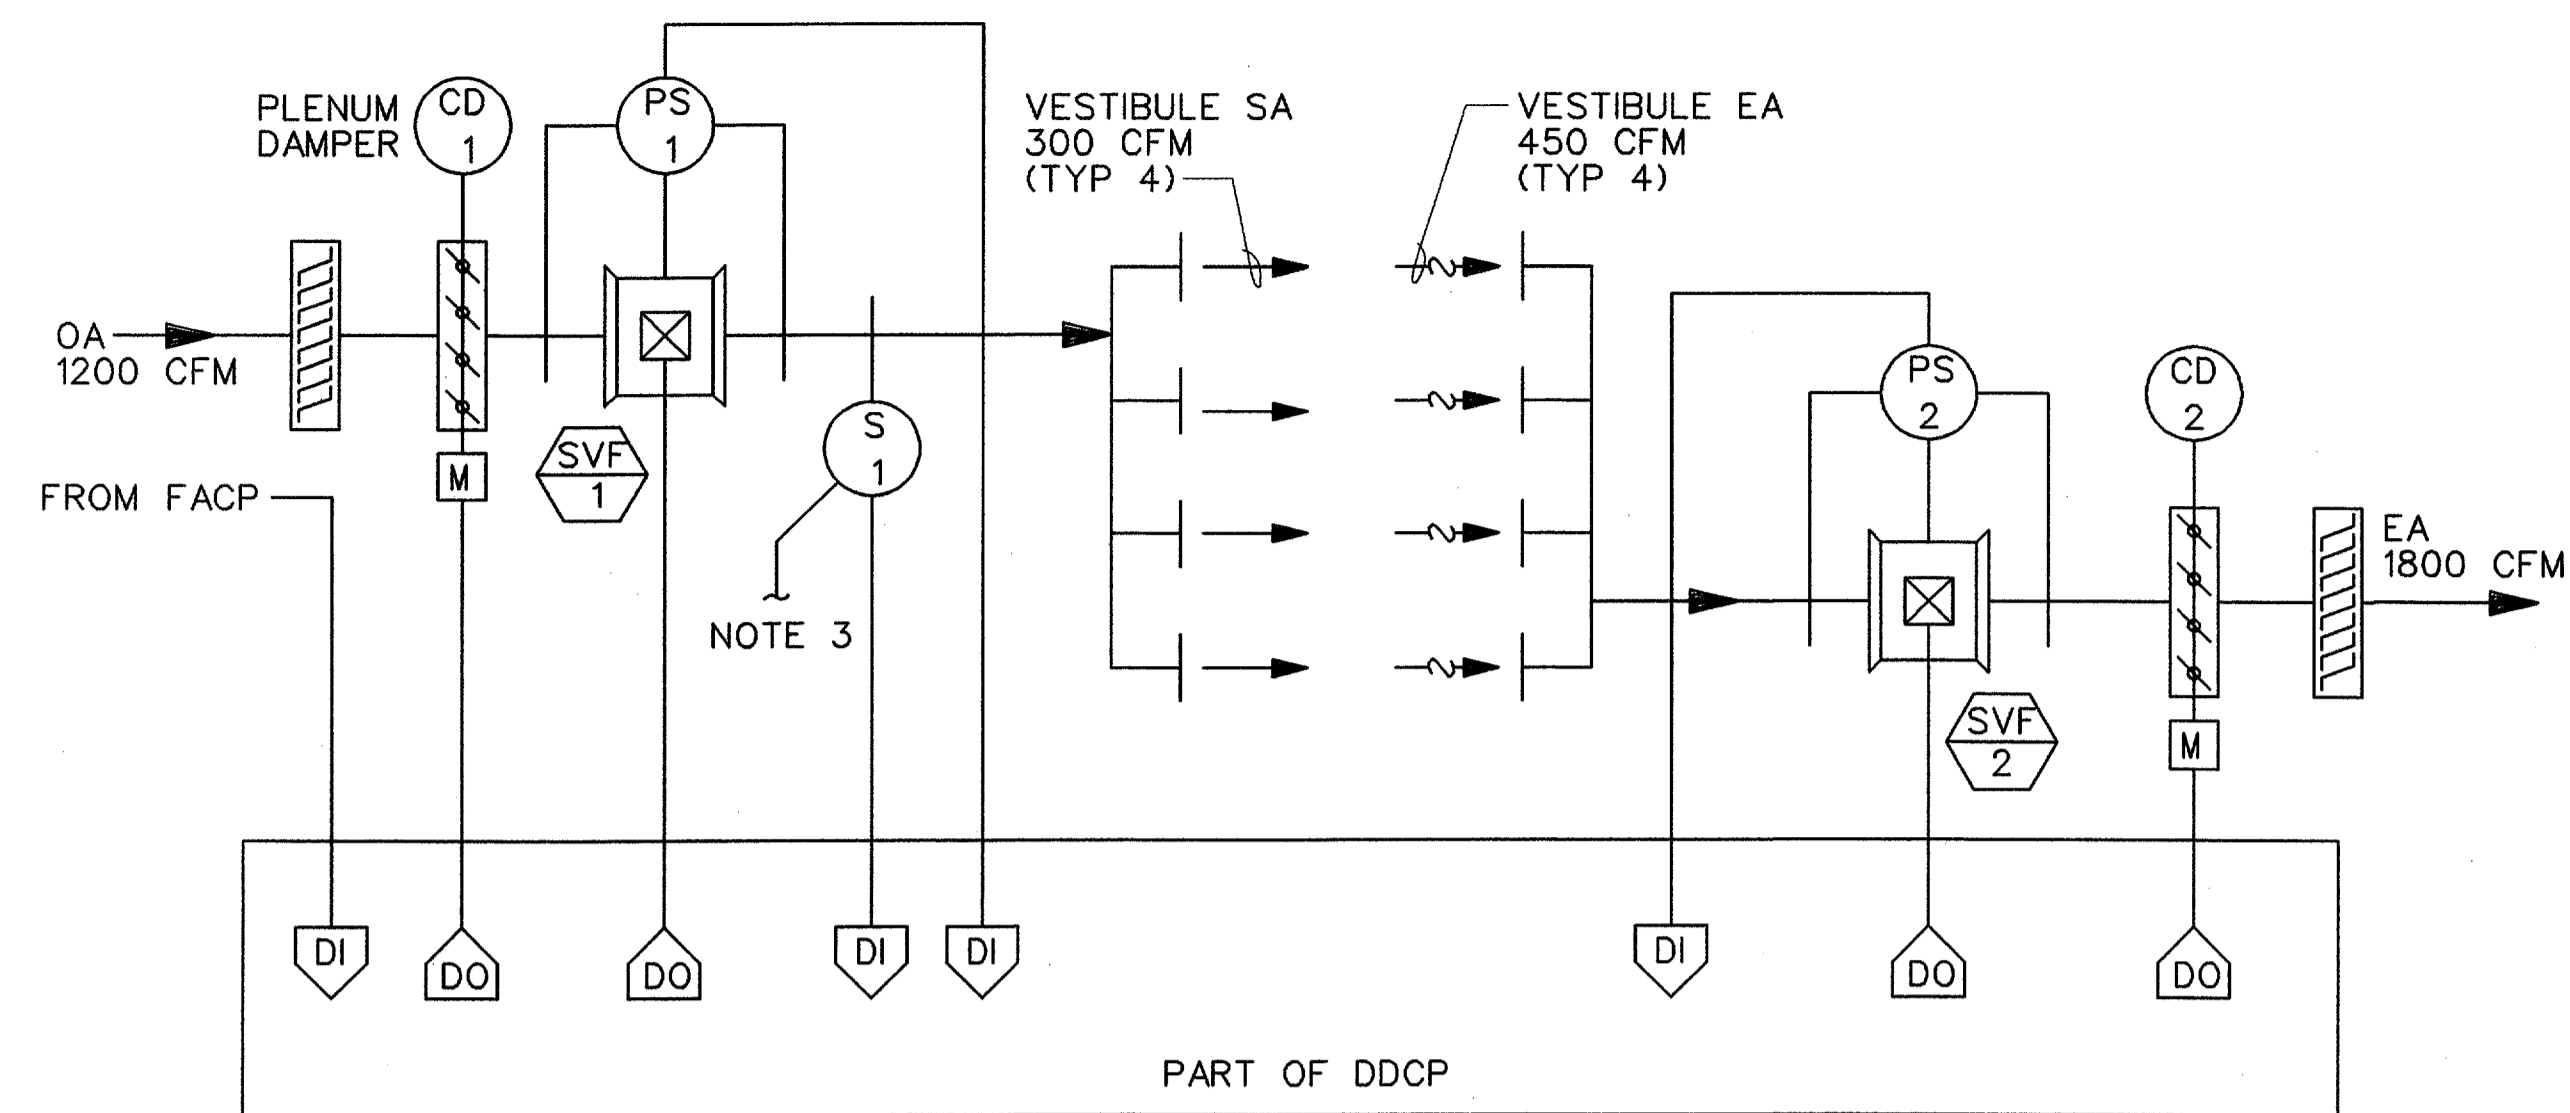 PLENUM
DAMPER
CD
1
PS
1
VESTIBULE SA
300 CFM
(TYP 4)
VESTIBULE EA
450 CFM
(TYP 4)
OA
1200 CFM
M
FROM FACP
SVF
1
S
1
NOTE 3
PS
2
CD
2
EA
1800 CFM
SVF
2
M
DI
DO
DO
DI
DI
DI
DO
DO
PART OF DDCP